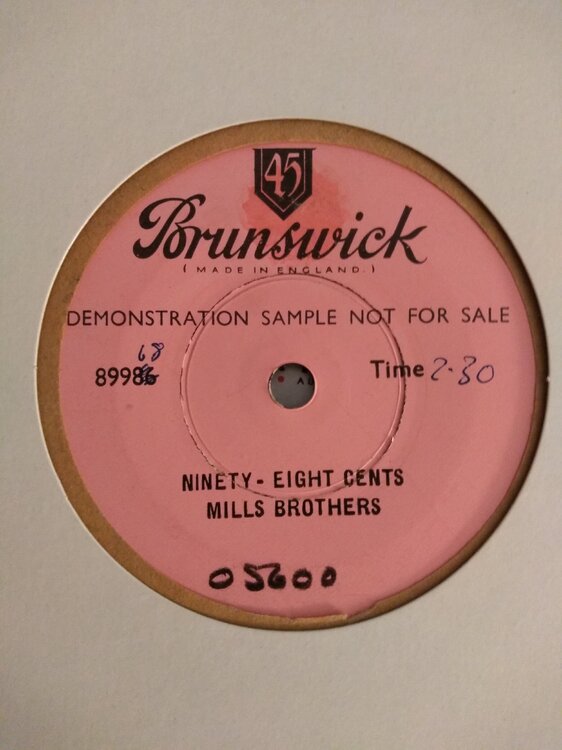 45
Brunswick
( MADE IN ENGLAND. )
DEMONSTRATION SAMPLE NOT FOR SALE
68
8998 Time 2.30
NINETY - EIGHT CENTS
MILLS BROTHERS
05600